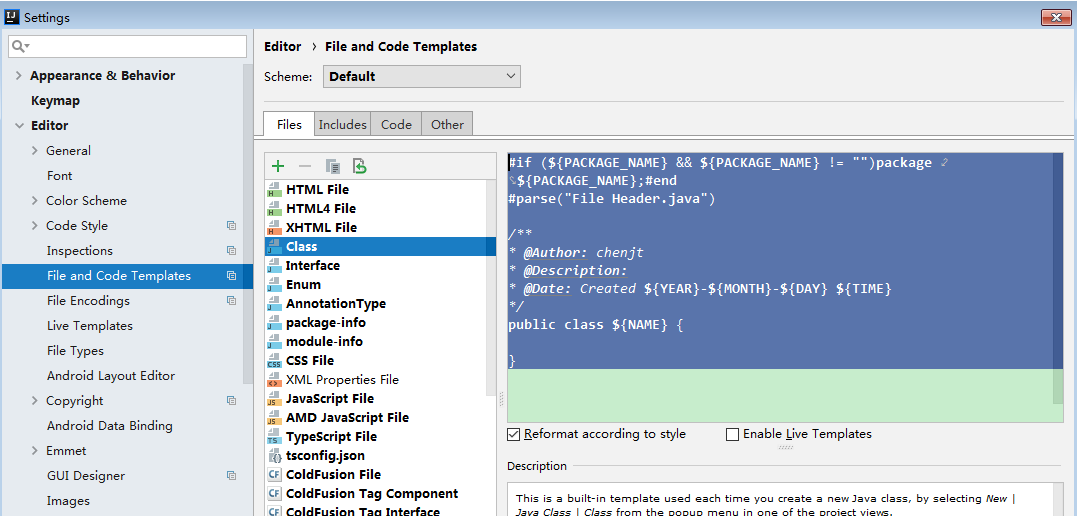 IJ Settings
Editor › File and Code Templates
Scheme: Default
Appearance & Behavior
Keymap
Editor
General
Font
Color Scheme
Code Style
Inspections
File and Code Templates
File Encodings
Live Templates
File Types
Android Layout Editor
Copyright
Android Data Binding
Emmet
GUI Designer
Images
Files Includes Code Other
HTML File
HTML4 File
XHTML File
Class
Interface
Enum
AnnotationType
package-info
module-info
CSS File
XML Properties File
JavaScript File
AMD JavaScript File
TypeScript File
tsconfig.json
ColdFusion File
ColdFusion Tag Component
ColdFusion Tag Interface
#if (${PACKAGE_NAME} && ${PACKAGE_NAME} != "")package
${PACKAGE_NAME};#end
#parse("File Header.java")
/**
* @Author: chenjt
* @Description:
* @Date: Created ${YEAR}-${MONTH}-${DAY} ${TIME}
*/
public class ${NAME} {
}
Reformat according to style Enable Live Templates
Description
This is a built-in template used each time you create a new Java class, by selecting New |
Java Class | Class from the popup menu in one of the project views.